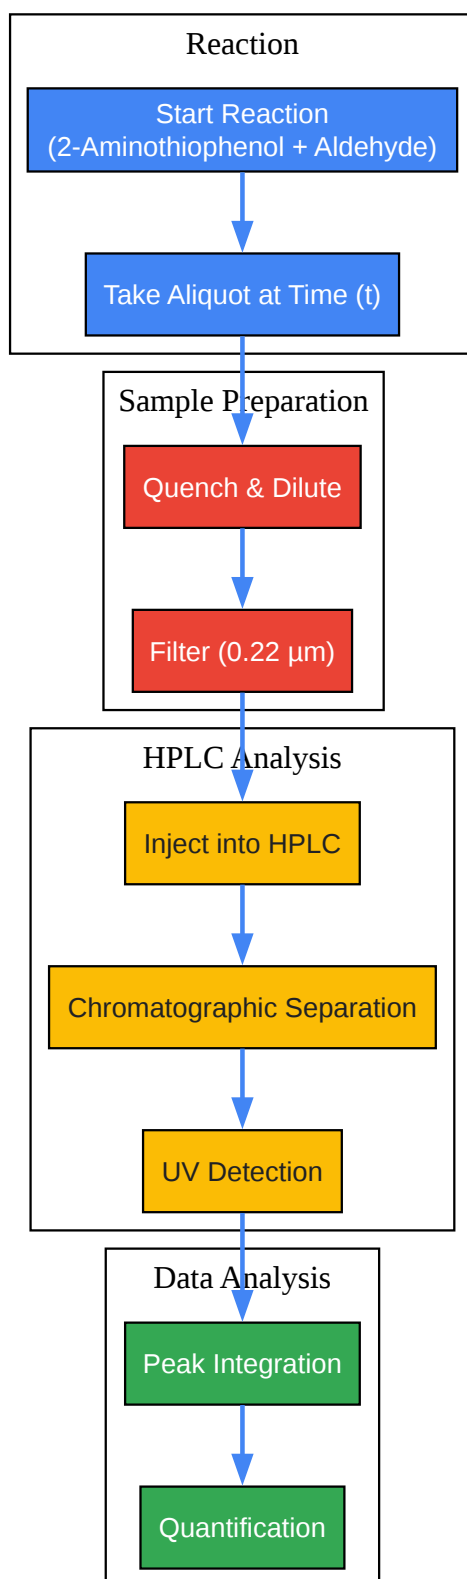 Reaction
Start Reaction
(2-Aminothiophenol + Aldehyde)
Take Aliquot at Time (t)
Sample Preparation
Quench & Dilute
Filter (0.22 µm)
HPLC Analysis
Inject into HPLC
Chromatographic Separation
UV Detection
Data Analysis
Peak Integration
Quantification